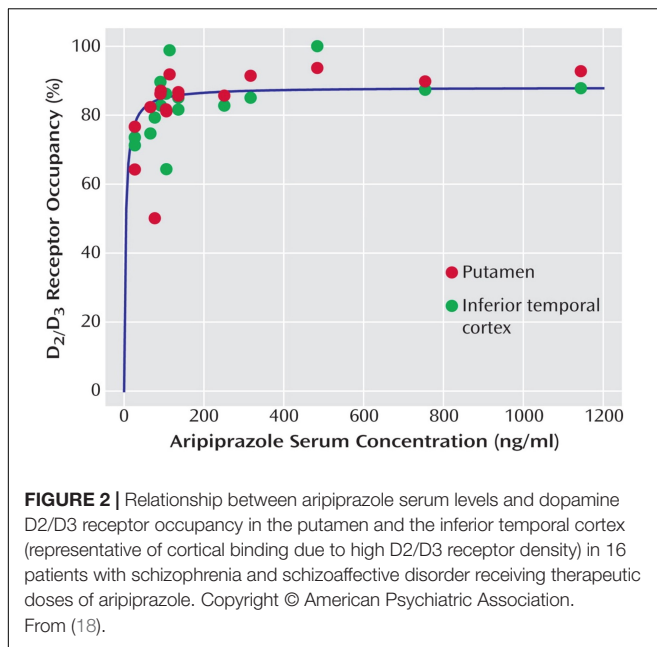 100
80
60
40
20
0
D2/D3 Receptor Occupancy (%)
Putamen
Inferior temporal
cortex
0 200 400 600 800 1000 1200
Aripiprazole Serum Concentration (ng/ml)
FIGURE 2 | Relationship between aripiprazole serum levels and dopamine
D2/D3 receptor occupancy in the putamen and the inferior temporal cortex
(representative of cortical binding due to high D2/D3 receptor density) in 16
patients with schizophrenia and schizoaffective disorder receiving therapeutic
doses of aripiprazole. Copyright © American Psychiatric Association.
From (18).